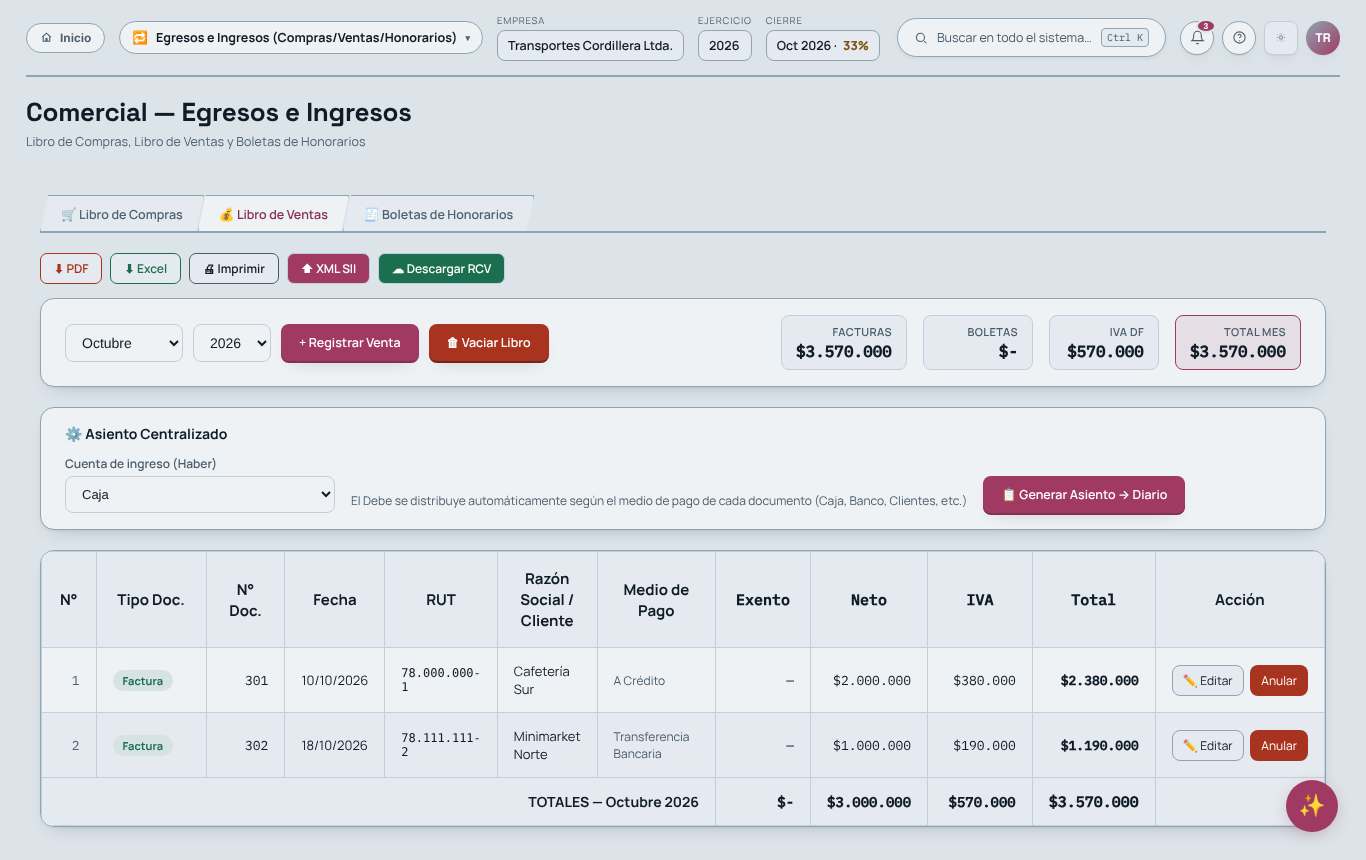 Inicio
Egresos e Ingresos (Compras/Ventas/Honorarios)
EMPRESA
Transportes Cordillera Ltda.
EJERCICIO
2026
CIERRE
Oct 2026 · 33%
Buscar en todo el sistema... Ctrl K
3
TR
Comercial — Egresos e Ingresos
Libro de Compras, Libro de Ventas y Boletas de Honorarios
Libro de Compras
Libro de Ventas
Boletas de Honorarios
PDF
Excel
Imprimir
XML SII
Descargar RCV
Octubre
2026
+ Registrar Venta
Vaciar Libro
FACTURAS
$3.570.000
BOLETAS
$-
IVA DF
$570.000
TOTAL MES
$3.570.000
Asiento Centralizado
Cuenta de ingreso (Haber)
Caja
El Debe se distribuye automáticamente según el medio de pago de cada documento (Caja, Banco, Clientes, etc.)
Generar Asiento → Diario
N° Tipo Doc. N° Doc. Fecha RUT Razón Social / Cliente Medio de Pago Exento Neto IVA Total Acción
1 Factura 301 10/10/2026 78.000.000-1 Cafetería Sur A Crédito — $2.000.000 $380.000 $2.380.000 Editar Anular
2 Factura 302 18/10/2026 78.111.111-2 Minimarket Norte Transferencia Bancaria — $1.000.000 $190.000 $1.190.000 Editar Anular
TOTALES — Octubre 2026 $- $3.000.000 $570.000 $3.570.000